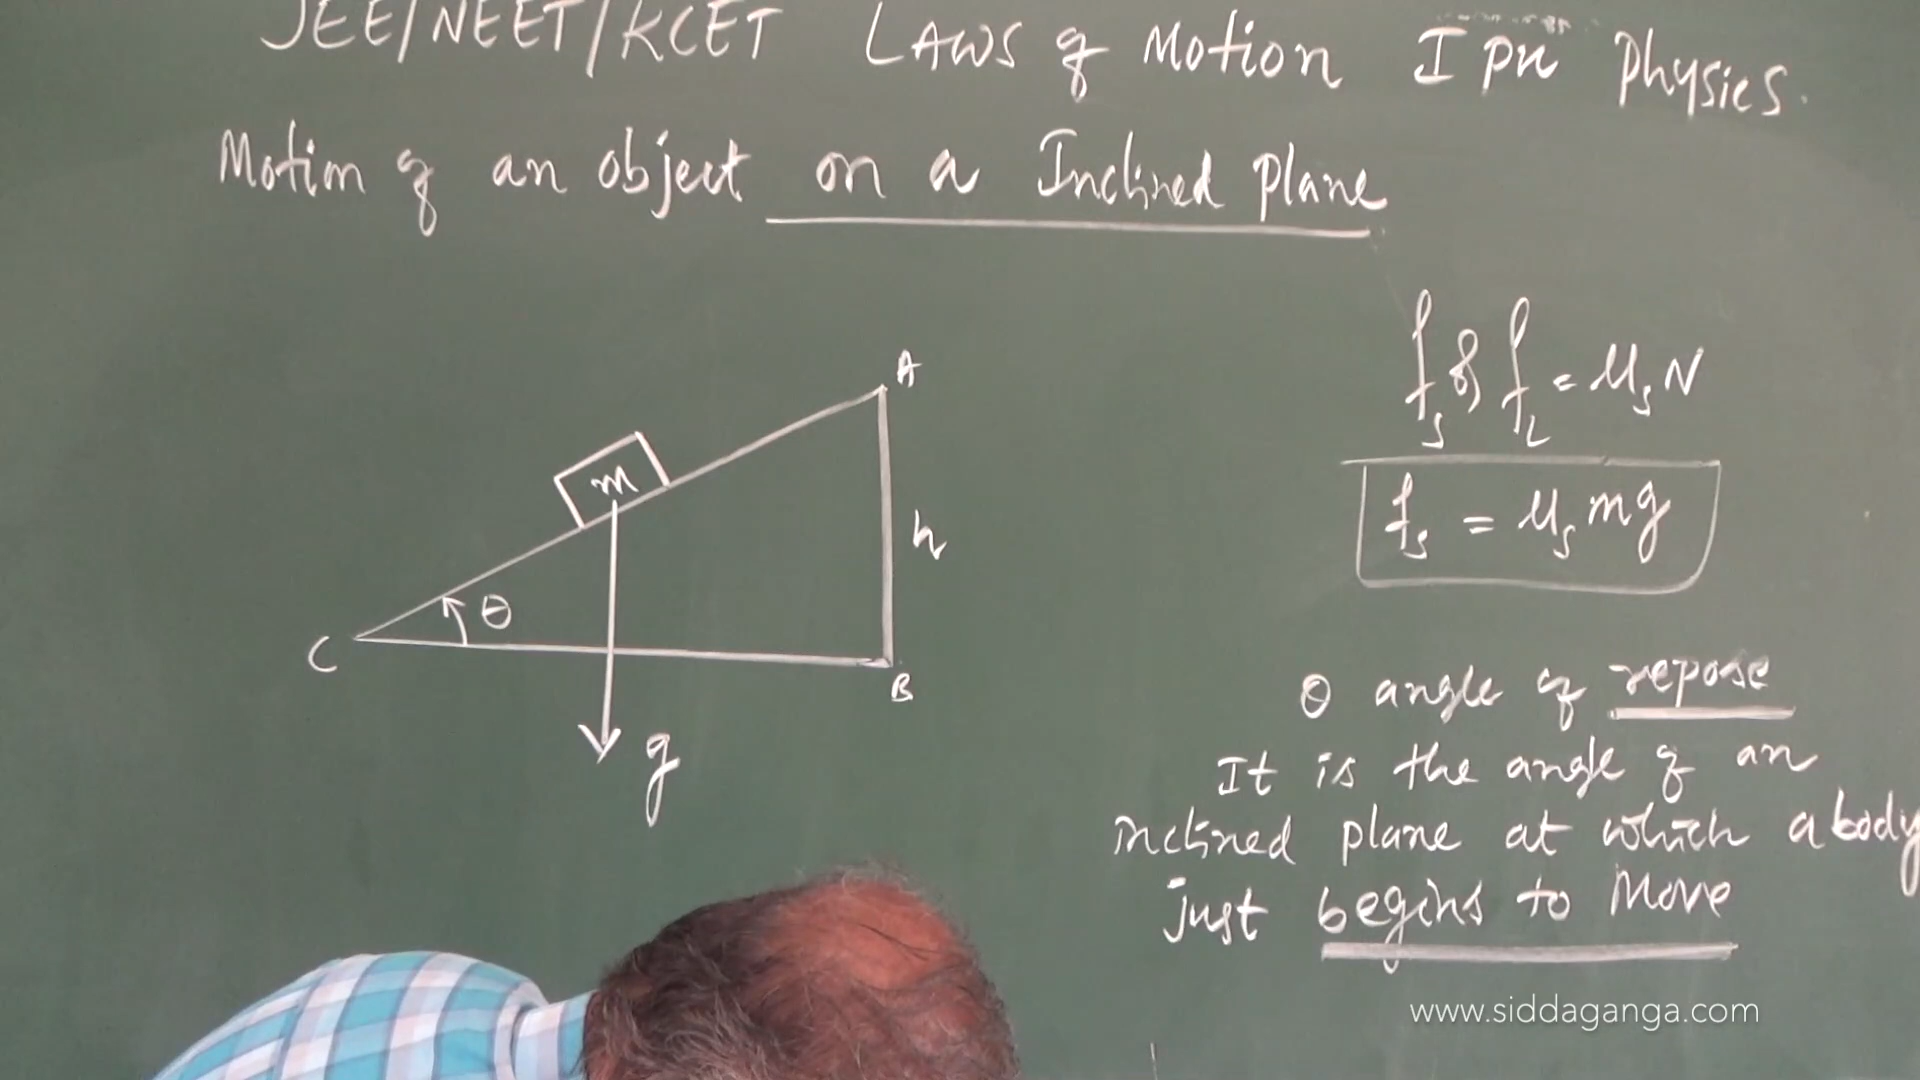 JEE/NEET/KCET LAWS of Motion I PU Physics.
Motion of an object on a Inclined plane
A
m
h
θ
C
B
g
fs & fL = μs N
fs = μs mg
θ angle of repose
It is the angle of an
inclined plane at which a body
just begins to Move
www.siddaganga.com